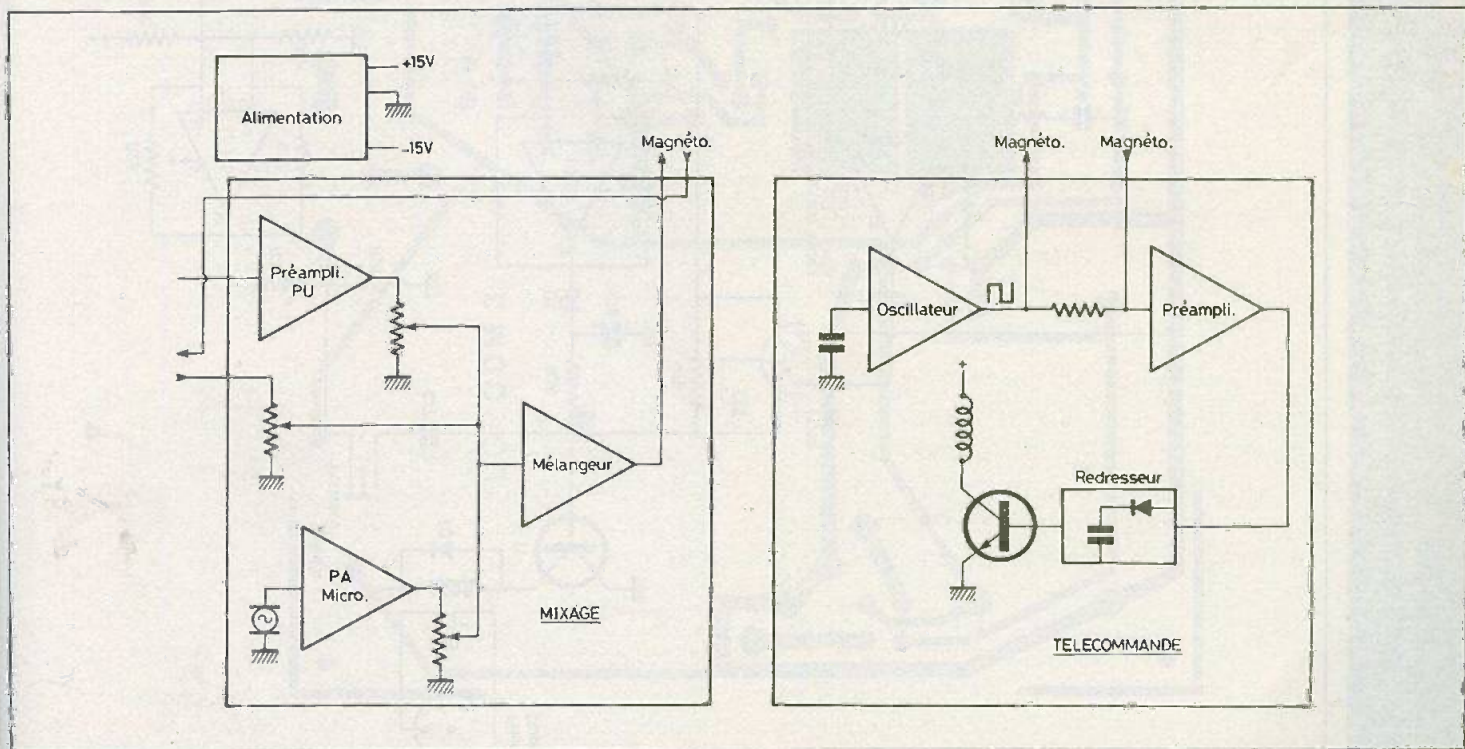 Alimentation
+15V
-15V
Magnéto.
Préampli.
PU
Mélangeur
PA
Micro.
MIXAGE
Magnéto.
Magnéto.
Oscillateur
Préampli.
+
Redresseur
TELECOMMANDE